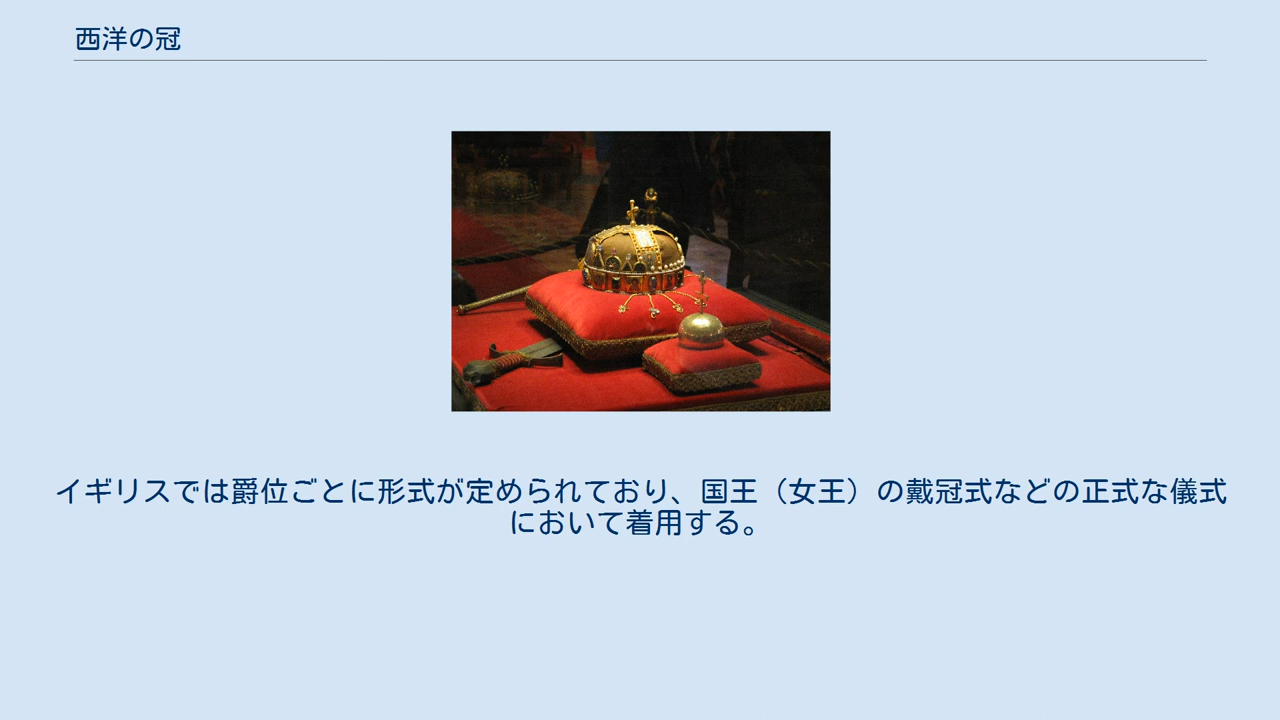 西洋の冠
イギリスでは爵位ごとに形式が定められており、国王（女王）の戴冠式などの正式な儀式
において着用する。